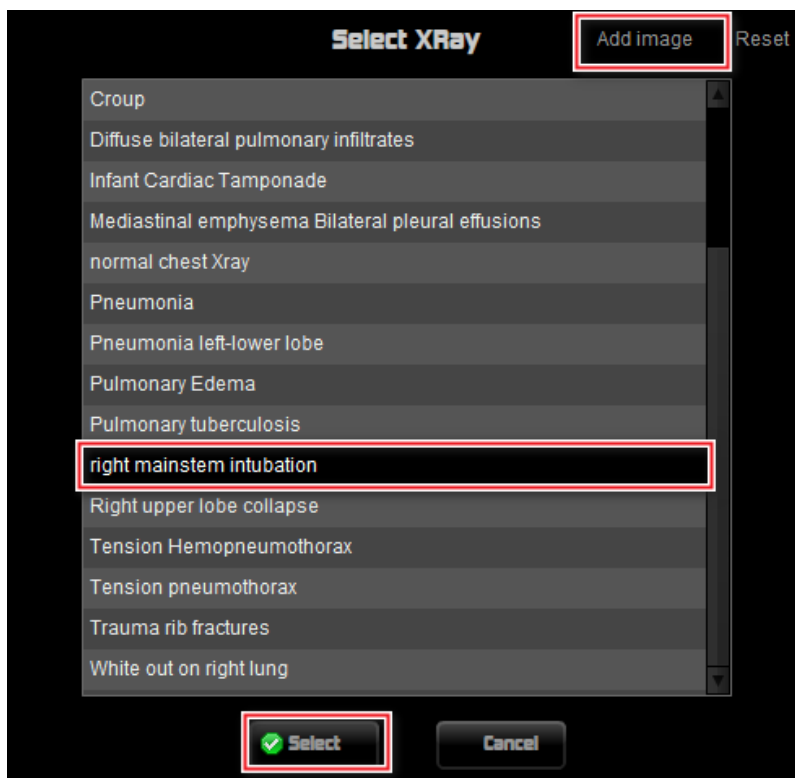 Select XRay
Add image
Reset
Croup
Diffuse bilateral pulmonary infiltrates
Infant Cardiac Tamponade
Mediastinal emphysema Bilateral pleural effusions
normal chest Xray
Pneumonia
Pneumonia left-lower lobe
Pulmonary Edema
Pulmonary tuberculosis
right mainstem intubation
Right upper lobe collapse
Tension Hemopneumothorax
Tension pneumothorax
Trauma rib fractures
White out on right lung
Select
Cancel